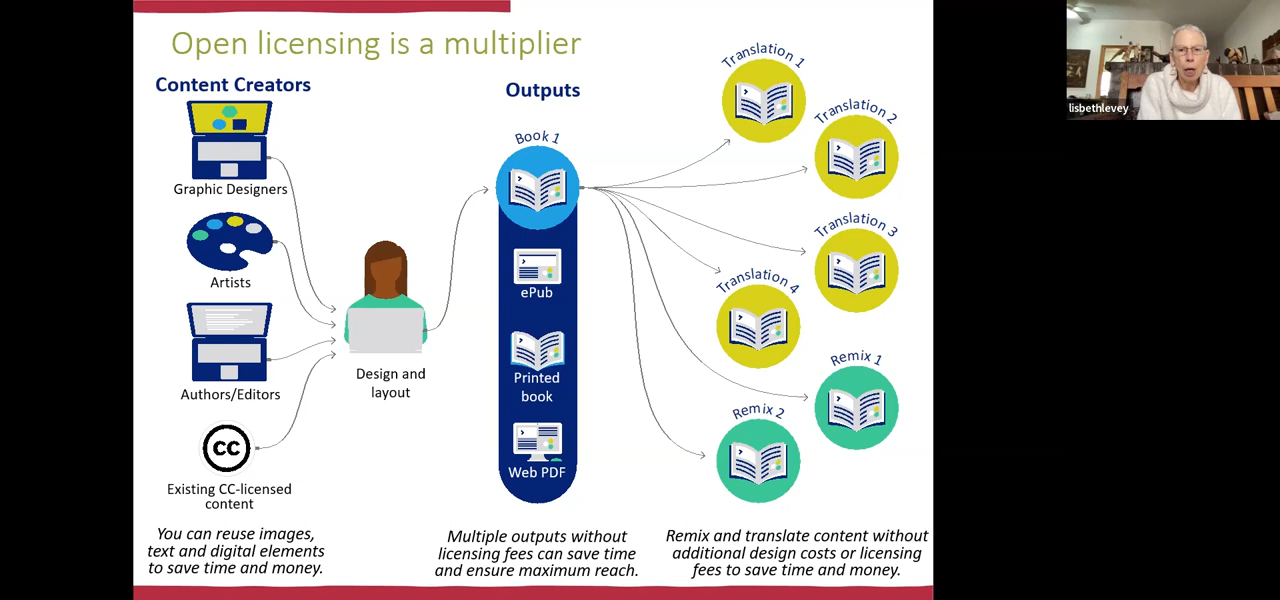 Open licensing is a multiplier
Content Creators
Graphic Designers
Artists
Authors/Editors
CC
Existing CC-licensed
content
You can reuse images,
text and digital elements
to save time and money.
Design and
layout
Outputs
Book 1
ePub
Printed
book
Web PDF
Multiple outputs without
licensing fees can save time
and ensure maximum reach.
Translation 1
Translation 2
Translation 3
Translation 4
Remix 1
Remix 2
Remix and translate content without
additional design costs or licensing
fees to save time and money.
lisbethlevey